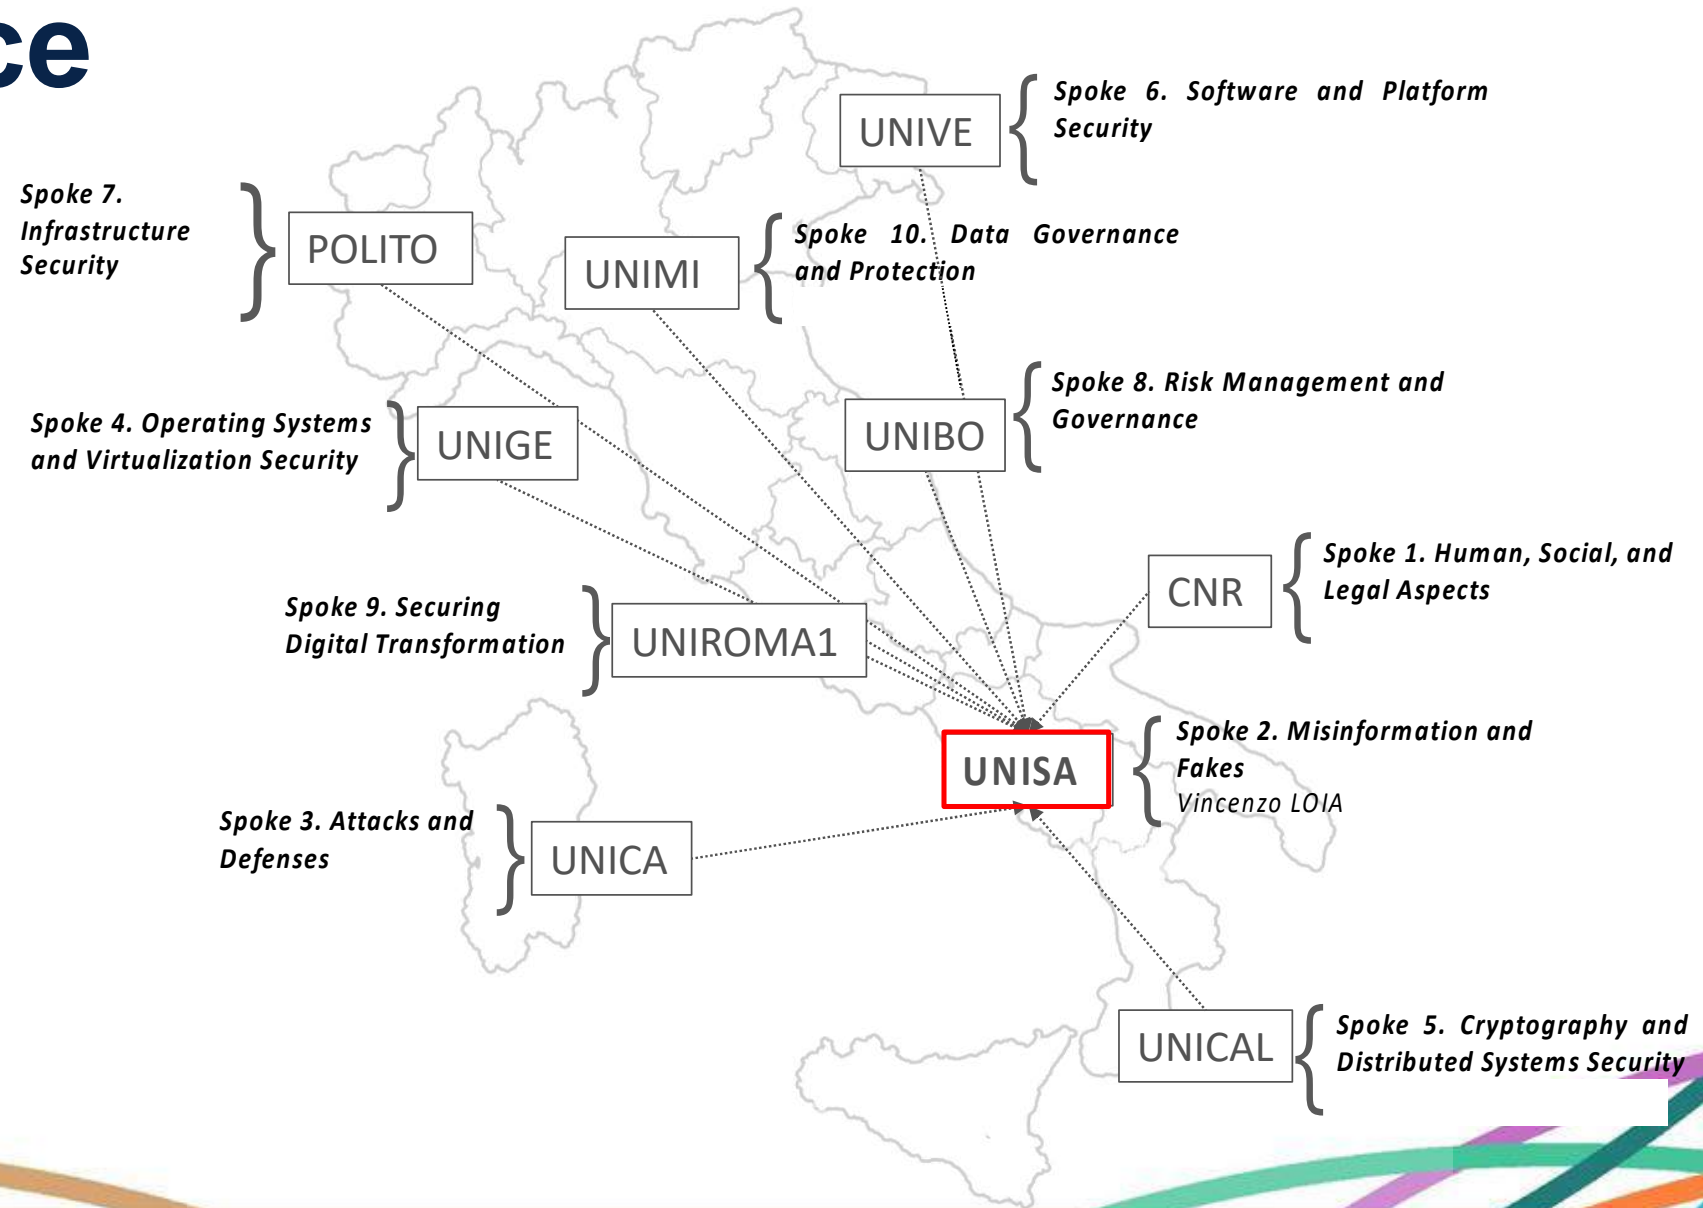 ce
UNIVE
Spoke 6. Software and Platform
Security
Spoke 7.
Infrastructure
Security
POLITO
UNIMI
Spoke 10. Data Governance
and Protection
Spoke 4. Operating Systems
and Virtualization Security
UNIGE
UNIBO
Spoke 8. Risk Management and
Governance
CNR
Spoke 1. Human, Social, and
Legal Aspects
Spoke 9. Securing
Digital Transformation
UNIROMA1
UNISA
Spoke 2. Misinformation and
Fakes
Vincenzo LOIA
Spoke 3. Attacks and
Defenses
UNICA
UNICAL
Spoke 5. Cryptography and
Distributed Systems Security